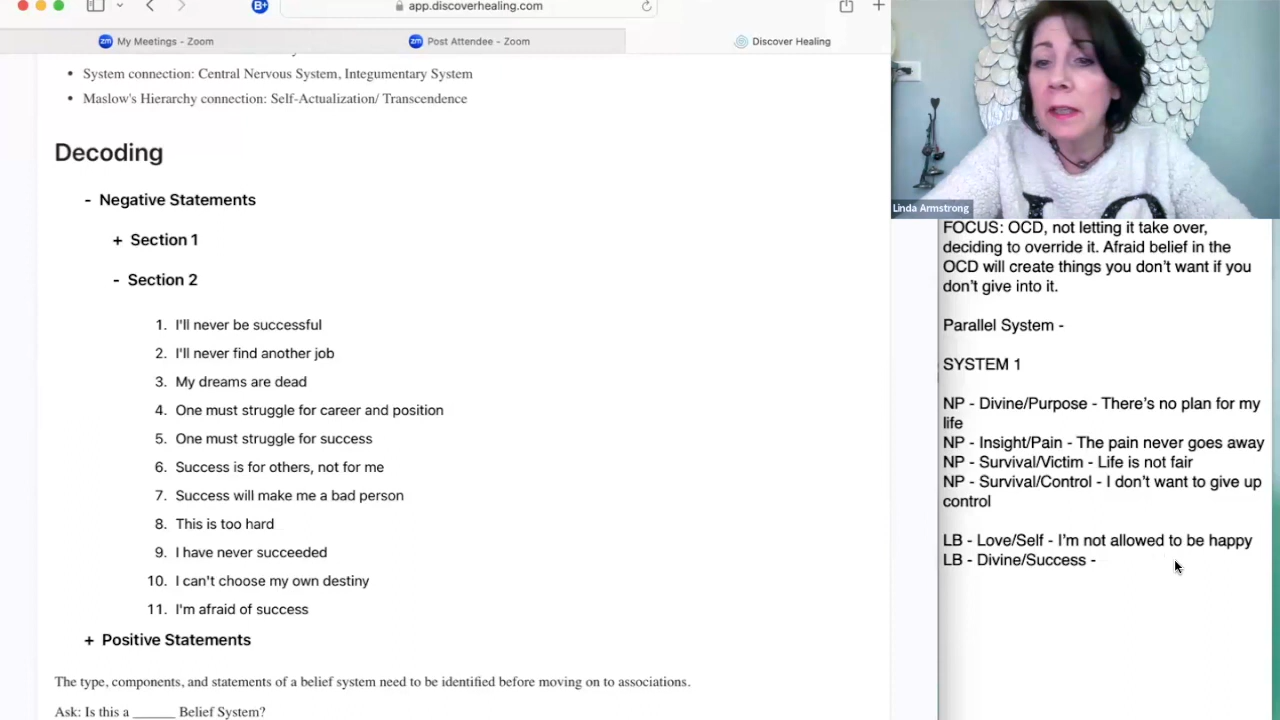 B+
app.discoverhealing.com
zm My Meetings - Zoom
zm Post Attendee - Zoom
Discover Healing
• System connection: Central Nervous System, Integumentary System
• Maslow's Hierarchy connection: Self-Actualization/ Transcendence
Decoding
- Negative Statements
+ Section 1
- Section 2
1. I'll never be successful
2. I'll never find another job
3. My dreams are dead
4. One must struggle for career and position
5. One must struggle for success
6. Success is for others, not for me
7. Success will make me a bad person
8. This is too hard
9. I have never succeeded
10. I can't choose my own destiny
11. I'm afraid of success
+ Positive Statements
The type, components, and statements of a belief system need to be identified before moving on to associations.
Ask: Is this a ______ Belief System?
Linda Armstrong
FOCUS: OCD, not letting it take over,
deciding to override it. Afraid belief in the
OCD will create things you don't want if you
don't give into it.
Parallel System -
SYSTEM 1
NP - Divine/Purpose - There's no plan for my
life
NP - Insight/Pain - The pain never goes away
NP - Survival/Victim - Life is not fair
NP - Survival/Control - I don't want to give up
control
LB - Love/Self - I'm not allowed to be happy
LB - Divine/Success -